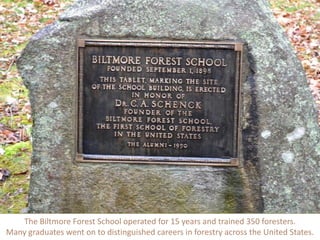 BILTMORE FOREST SCHOOL
FOUNDED SEPTEMBER 1, 1898
THIS TABLET, MARKING THE SITE
OF THE SCHOOL BUILDING, IS ERECTED
IN HONOR OF
DR. C. A. SCHENCK
FOUNDER OF THE
BILTMORE FOREST SCHOOL,
THE FIRST SCHOOL OF FORESTRY
IN THE UNITED STATES
THE ALUMNI - 1950
The Biltmore Forest School operated for 15 years and trained 350 foresters.
Many graduates went on to distinguished careers in forestry across the United States.